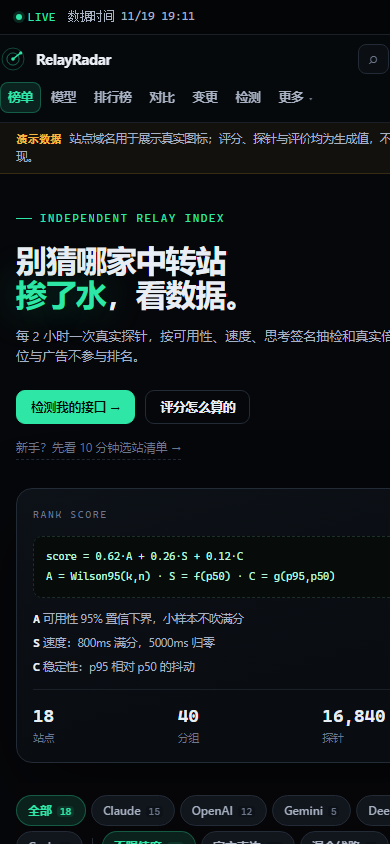 LIVE 数据时间 11/19 19:11
RelayRadar
榜单 模型 排行榜 对比 变更 检测 更多
演示数据 站点域名用于展示真实图标；评分、探针与评价均为生成值，不
现。
INDEPENDENT RELAY INDEX
别猜哪家中转站
掺了水，看数据。
每 2 小时一次真实探针，按可用性、速度、思考签名抽检和真实倍
位与广告不参与排名。
检测我的接口 → 评分怎么算的
新手？先看 10 分钟选站清单 →
RANK SCORE
score = 0.62·A + 0.26·S + 0.12·C
A = Wilson95(k,n) · S = f(p50) · C = g(p95,p50)
A 可用性 95% 置信下界，小样本不吹满分
S 速度：800ms 满分，5000ms 归零
C 稳定性：p95 相对 p50 的抖动
18 40 16,840
站点 分组 探针
全部 18 Claude 15 OpenAI 12 Gemini 5 Dee